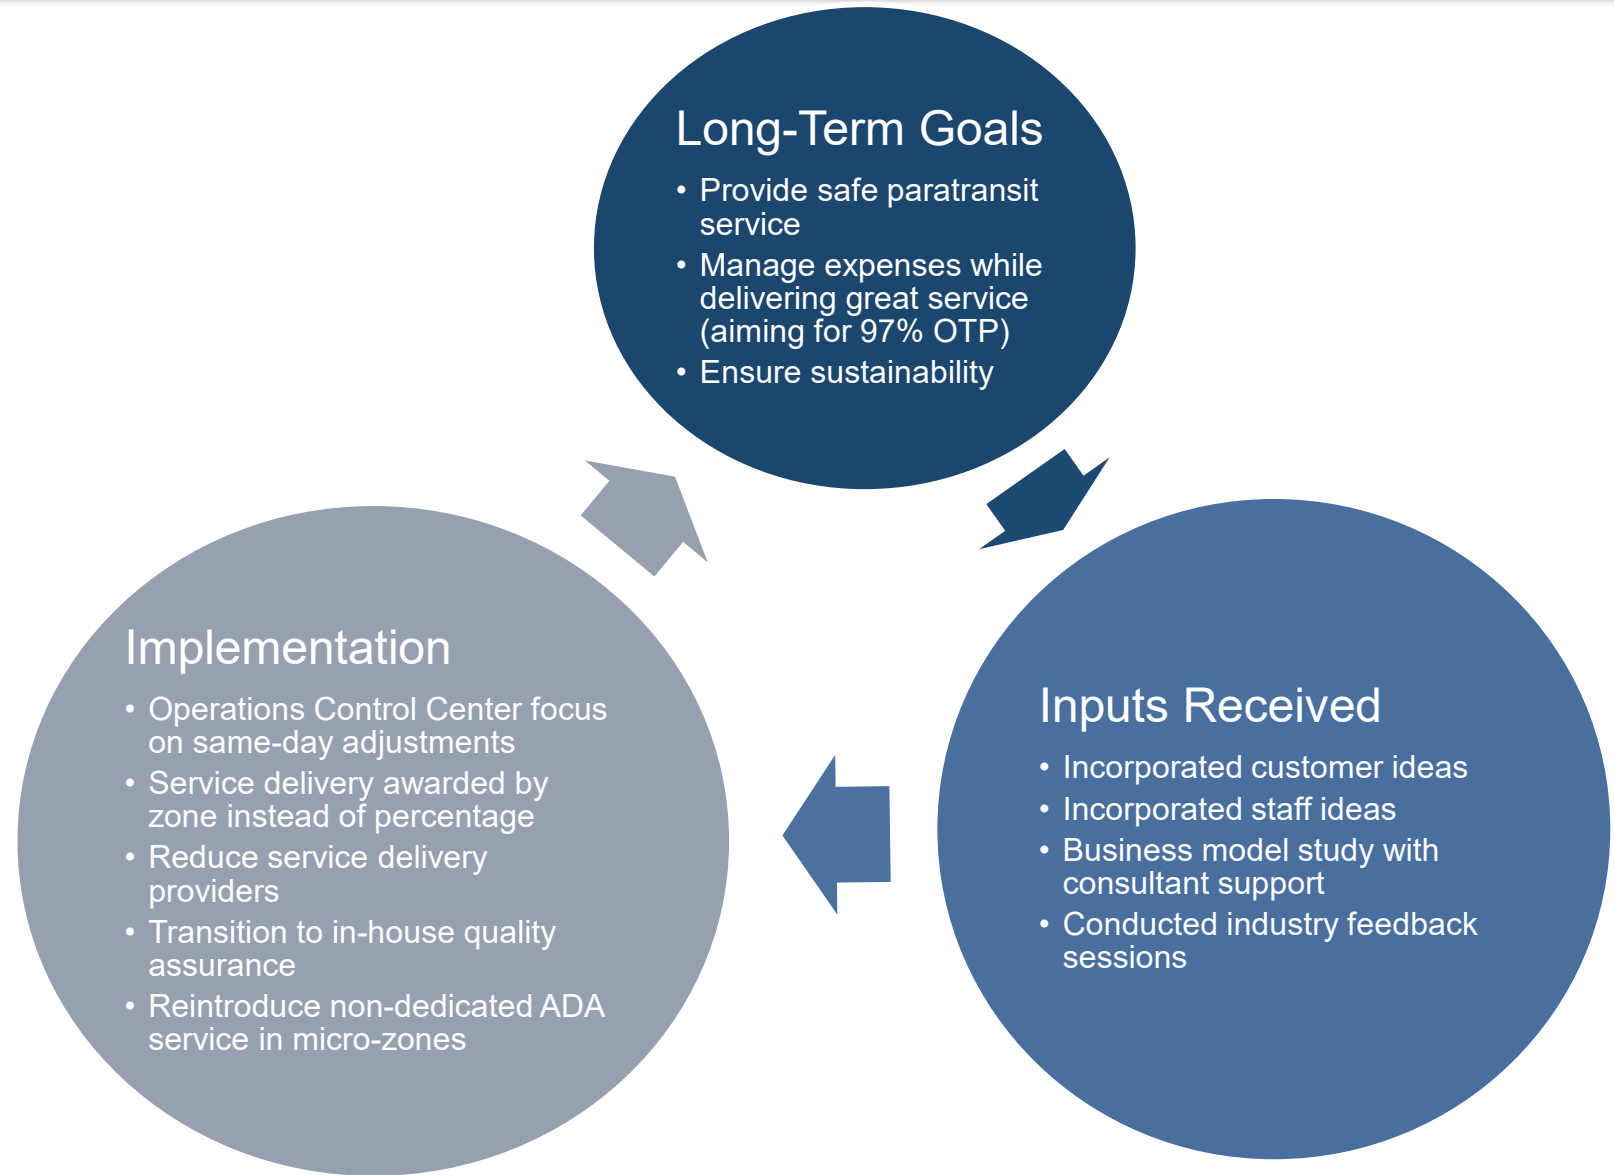 Long-Term Goals
• Provide safe paratransit
service
• Manage expenses while
delivering great service
(aiming for 97% OTP)
• Ensure sustainability
Inputs Received
• Incorporated customer ideas
• Incorporated staff ideas
• Business model study with
consultant support
• Conducted industry feedback
sessions
Implementation
• Operations Control Center focus
on same-day adjustments
• Service delivery awarded by
zone instead of percentage
• Reduce service delivery
providers
• Transition to in-house quality
assurance
• Reintroduce non-dedicated ADA
service in micro-zones